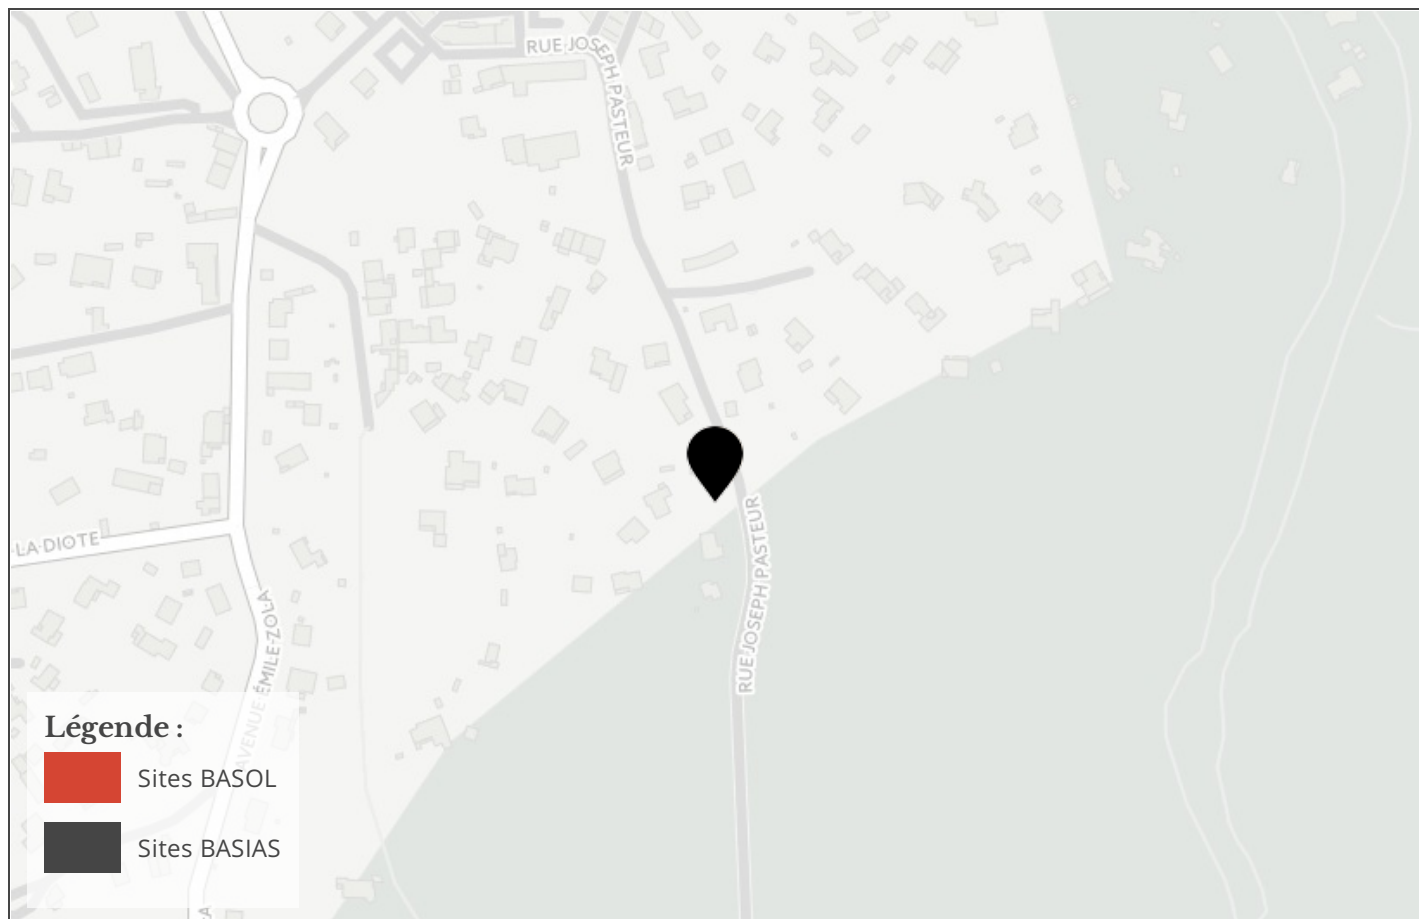 RUE JOSEPH PASTEUR
LA DIOTE
RUE JOSEPH PASTEUR
AVENUE ÉMILE ZOLA
Légende :
Sites BASOL
Sites BASIAS
A